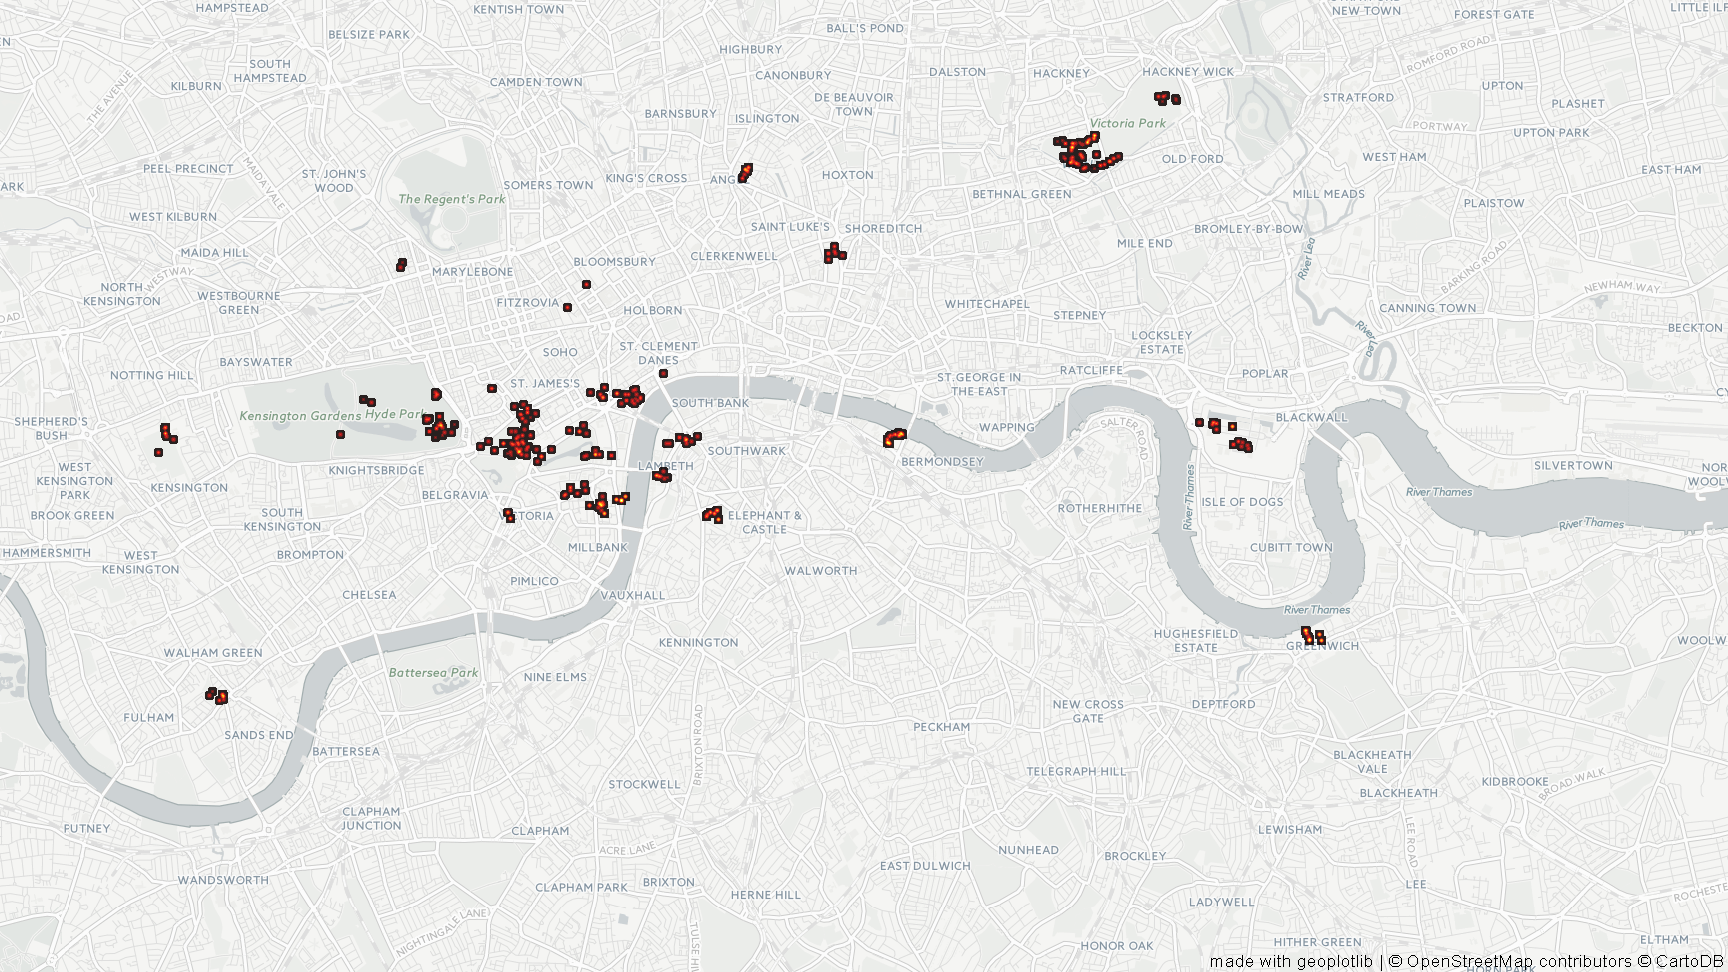 HAMPSTEAD
KENTISH TOWN
NEW TOWN
FOREST GATE
LITTLE ILF
BELSIZE PARK
BALL'S POND
HIGHBURY
ROMFORD ROAD
SOUTH
HAMPSTEAD
THE AVENUE
KILBURN
CAMDEN TOWN
CANONBURY
DALSTON
HACKNEY
HACKNEY WICK
UPTON
DE BEAUVOIR
TOWN
STRATFORD
PLASHET
BARNSBURY
ISLINGTON
Victoria Park
PORTWAY
UPTON PARK
PEEL PRECINCT
MAIDA VALE
ST. JOHN'S
WOOD
SOMERS TOWN
KING'S CROSS
ANG
HOXTON
OLD FORD
WEST HAM
EAST HAM
ARK
The Regent's Park
BETHNAL GREEN
MILL MEADS
PLAISTOW
WEST KILBURN
SAINT LUKE'S
SHOREDITCH
BROMLEY-BY-BOW
MAIDA HILL
MILE END
River Lea
BARKING ROAD
MARYLEBONE
BLOOMSBURY
CLERKENWELL
WESTWAY
NORTH
KENSINGTON
WESTBOURNE
GREEN
FITZROVIA
HOLBORN
WHITECHAPEL
STEPNEY
NEWHAM WAY
CANNING TOWN
ROAD
BECKTON
LOCKSLEY
ESTATE
River Lea
SOHO
ST. CLEMENT
DANES
BAYSWATER
NOTTING HILL
ST. JAMES'S
ST.GEORGE IN
THE-EAST
RATCLIFFE
POPLAR
SOUTH BANK
Kensington Gardens
Hyde Park
SHEPHERD'S
BUSH
WAPPING
SALTER ROAD
BLACKWALL
SOUTHWARK
BERMONDSEY
LAMBETH
KNIGHTSBRIDGE
WEST
KENSINGTON
PARK
KENSINGTON
SILVERTOWN
BELGRAVIA
River Thames
River Thames
ISLE OF DOGS
ROTHERHITHE
BROOK GREEN
SOUTH
KENSINGTON
ELEPHANT &
CASTLE
River Thames
HAMMERSMITH
WEST
KENSINGTON
BROMPTON
MILLBANK
CUBITT TOWN
PIMLICO
WALWORTH
CHELSEA
VAUXHALL
River Thames
HUGHESFIELD
ESTATE
KENNINGTON
WALHAM GREEN
WOOLW
Battersea Park
NINE ELMS
DEPTFORD
NEW CROSS
GATE
FULHAM
BRIXTON ROAD
PECKHAM
SANDS END
BATTERSEA
BLACKHEATH
VALE
STOCKWELL
TELEGRAPH HILL
KIDBROOKE
BROAD WALK
BLACKHEATH
CLAPHAM
JUNCTION
CLAPHAM
LEWISHAM
LEE ROAD
ACRE LANE
NUNHEAD
BROCKLEY
EAST DULWICH
WANDSWORTH
CLAPHAM PARK
BRIXTON
HERNE HILL
LEE
LADYWELL
NIGHTINGALE LANE
HONOR OAK
HITHER GREEN
ELTHAM
made with geoplotlib | © OpenStreetMap contributors © CartoDB